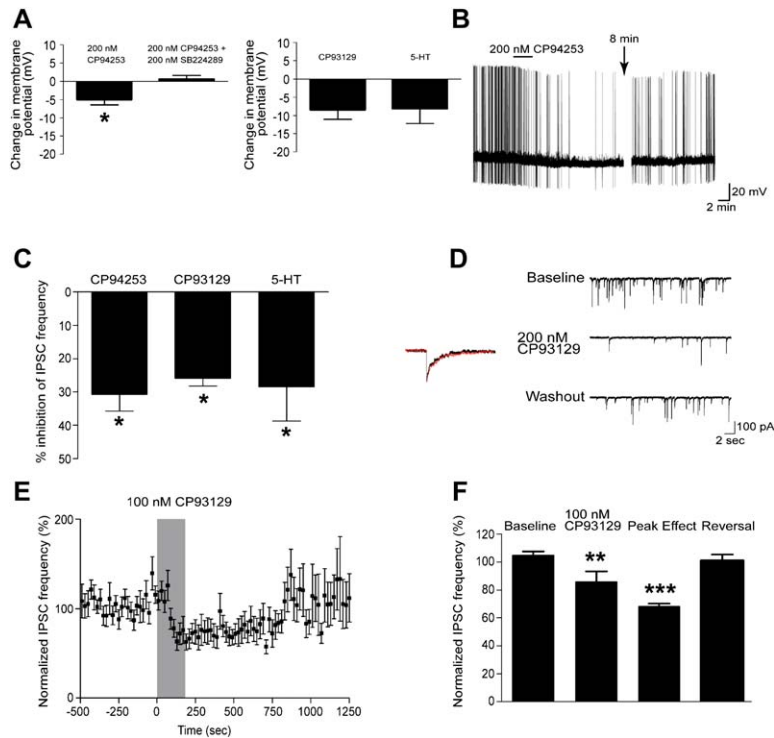 A
200 nM
CP94253
200 nM CP94253 +
200 nM SB224289
Change in membrane
potential (mV)
10
5
0
-5
-10
-15
-20
*
CP93129
5-HT
Change in membrane
potential (mV)
10
5
0
-5
-10
-15
-20
B
200 nM CP94253
8 min
20 mV
2 min
C
CP94253
CP93129
5-HT
% inhibition of IPSC frequency
0
10
20
30
40
50
*
*
*
D
Baseline
200 nM
CP93129
Washout
100 pA
2 sec
E
100 nM CP93129
Normalized IPSC frequency (%)
200
150
100
50
0
-500
-250
0
250
500
750
1000
1250
Time (sec)
F
Baseline
100 nM
CP93129
Peak Effect
Reversal
Normalized IPSC frequency (%)
120
100
80
60
40
20
0
**
***